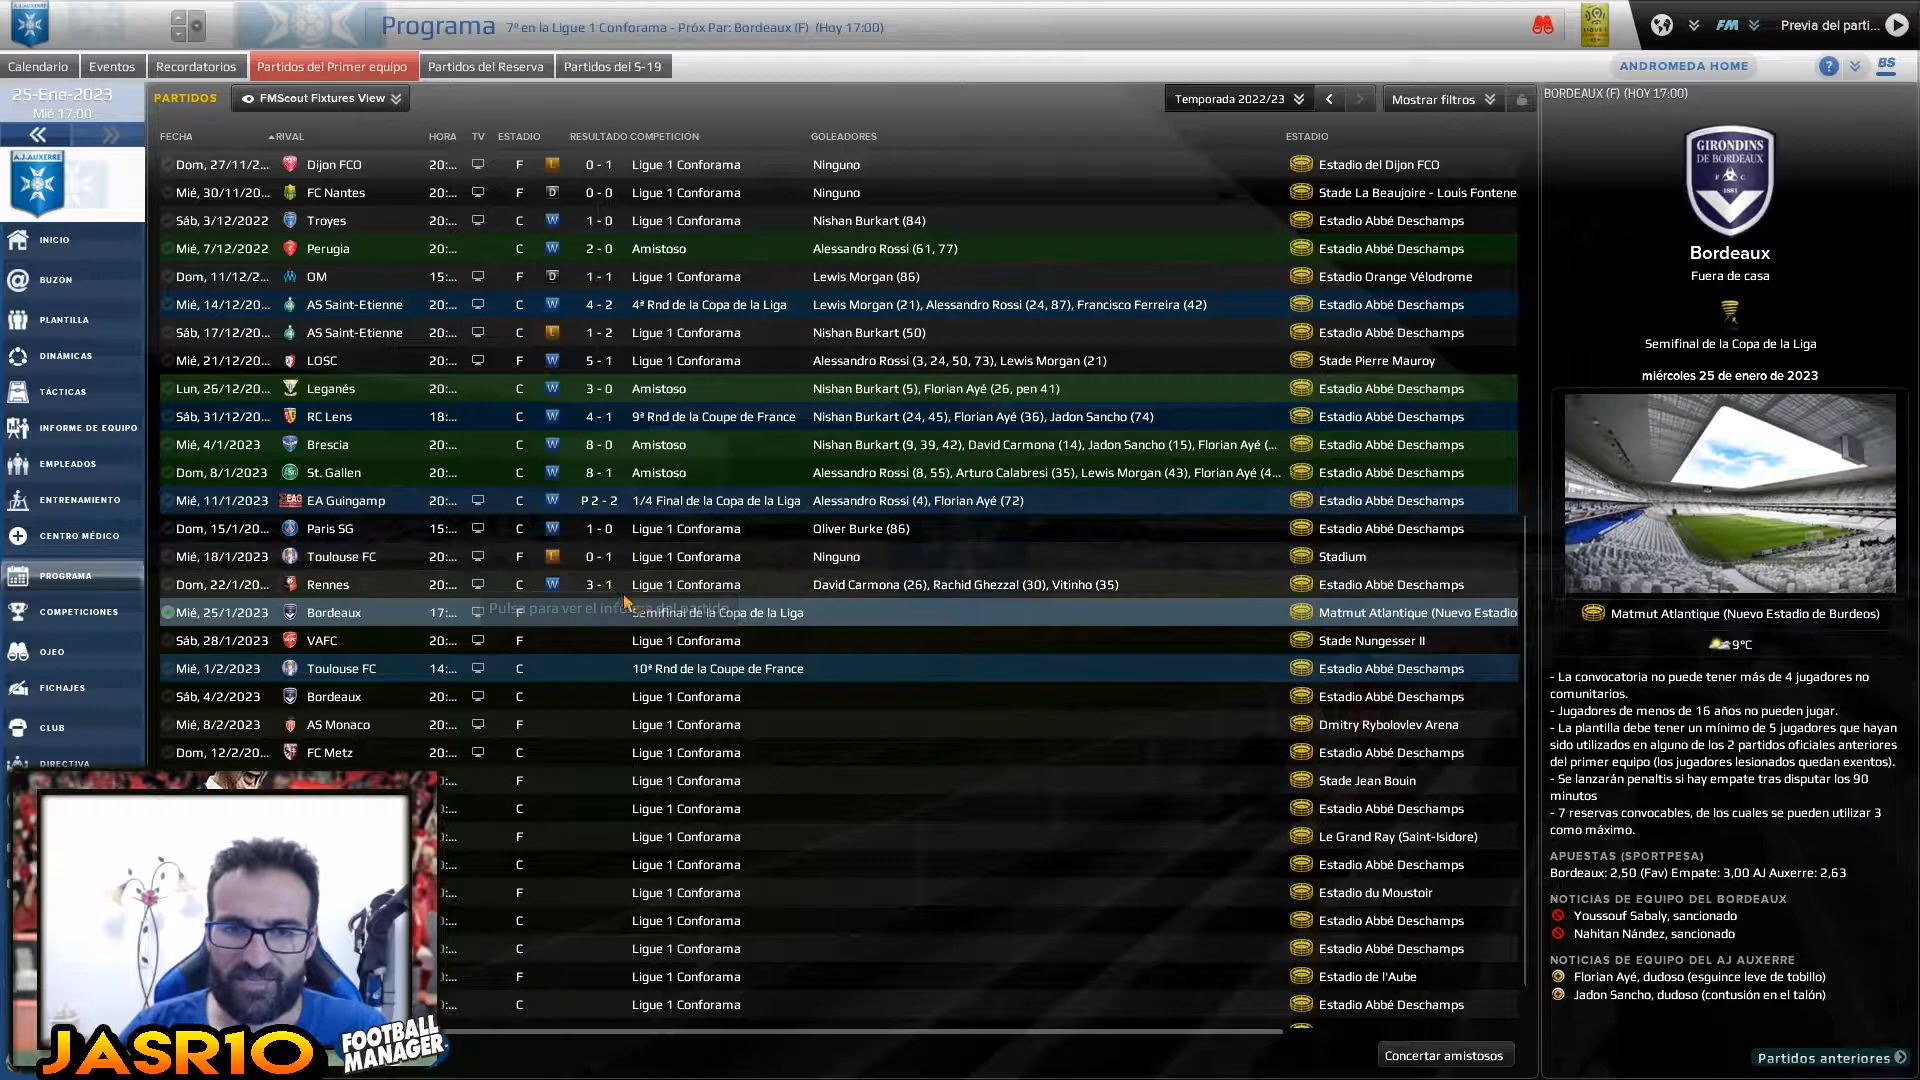 Programa
7º en la Ligue 1 Conforama - Próx Par: Bordeaux (F) (Hoy 17:00)
FM
Previa del parti...
Calendario
Eventos
Recordatorios
Partidos del Primer equipo
Partidos del Reserva
Partidos del S-19
ANDROMEDA HOME
?
BS
25-Ene-2023
Mié 17:00
PARTIDOS
FMScout Fixtures View
Temporada 2022/23
Mostrar filtros
FECHA RIVAL HORA TV ESTADIO RESULTADO COMPETICIÓN GOLEADORES ESTADIO
Dom, 27/11/2... Dijon FCO 20:... F L 0 - 1 Ligue 1 Conforama Ninguno Estadio del Dijon FCO
Mié, 30/11/20... FC Nantes 20:... F D 0 - 0 Ligue 1 Conforama Ninguno Stade La Beaujoire - Louis Fontene
Sáb, 3/12/2022 Troyes 20:... C W 1 - 0 Ligue 1 Conforama Nishan Burkart (84) Estadio Abbé Deschamps
Mié, 7/12/2022 Perugia 20:... C W 2 - 0 Amistoso Alessandro Rossi (61, 77) Estadio Abbé Deschamps
Dom, 11/12/2... OM 15:... F D 1 - 1 Ligue 1 Conforama Lewis Morgan (86) Estadio Orange Vélodrome
Mié, 14/12/20... AS Saint-Etienne 20:... C W 4 - 2 4ª Rnd de la Copa de la Liga Lewis Morgan (21), Alessandro Rossi (24, 87), Francisco Ferreira (42) Estadio Abbé Deschamps
Sáb, 17/12/20... AS Saint-Etienne 20:... C L 1 - 2 Ligue 1 Conforama Nishan Burkart (50) Estadio Abbé Deschamps
Mié, 21/12/20... LOSC 20:... F W 5 - 1 Ligue 1 Conforama Alessandro Rossi (3, 24, 50, 73), Lewis Morgan (21) Stade Pierre Mauroy
Lun, 26/12/20... Leganés 20:... C W 3 - 0 Amistoso Nishan Burkart (5), Florian Ayé (26, pen 41) Estadio Abbé Deschamps
Sáb, 31/12/20... RC Lens 18:... C W 4 - 1 9ª Rnd de la Coupe de France Nishan Burkart (24, 45), Florian Ayé (36), Jadon Sancho (74) Estadio Abbé Deschamps
Mié, 4/1/2023 Brescia 20:... C W 8 - 0 Amistoso Nishan Burkart (9, 39, 42), David Carmona (14), Jadon Sancho (15), Florian Ayé (... Estadio Abbé Deschamps
Dom, 8/1/2023 St. Gallen 20:... C W 8 - 1 Amistoso Alessandro Rossi (8, 55), Arturo Calabresi (35), Lewis Morgan (43), Florian Ayé (4... Estadio Abbé Deschamps
Mié, 11/1/2023 EA Guingamp 20:... C W P 2 - 2 1/4 Final de la Copa de la Liga Alessandro Rossi (4), Florian Ayé (72) Estadio Abbé Deschamps
Dom, 15/1/20... Paris SG 15:... C W 1 - 0 Ligue 1 Conforama Oliver Burke (86) Estadio Abbé Deschamps
Mié, 18/1/2023 Toulouse FC 20:... F L 0 - 1 Ligue 1 Conforama Ninguno Stadium
Dom, 22/1/20... Rennes 20:... C W 3 - 1 Ligue 1 Conforama David Carmona (26), Rachid Ghezzal (30), Vitinho (35) Estadio Abbé Deschamps
Pulsa para ver el informe del partido
Mié, 25/1/2023 Bordeaux 17:... F Semifinal de la Copa de la Liga Matmut Atlantique (Nuevo Estadio
Sáb, 28/1/2023 VAFC 20:... F Ligue 1 Conforama Stade Nungesser II
Mié, 1/2/2023 Toulouse FC 14:... C 10ª Rnd de la Coupe de France Estadio Abbé Deschamps
Sáb, 4/2/2023 Bordeaux 20:... C Ligue 1 Conforama Estadio Abbé Deschamps
Mié, 8/2/2023 AS Monaco 20:... F Ligue 1 Conforama Dmitry Rybolovlev Arena
Dom, 12/2/20... FC Metz 20:... C Ligue 1 Conforama Estadio Abbé Deschamps
F Ligue 1 Conforama Stade Jean Bouin
C Ligue 1 Conforama Estadio Abbé Deschamps
F Ligue 1 Conforama Le Grand Ray (Saint-Isidore)
C Ligue 1 Conforama Estadio Abbé Deschamps
F Ligue 1 Conforama Estadio du Moustoir
C Ligue 1 Conforama Estadio Abbé Deschamps
C Ligue 1 Conforama Estadio Abbé Deschamps
F Ligue 1 Conforama Estadio de l'Aube
C Ligue 1 Conforama Estadio Abbé Deschamps
Concertar amistosos
A.J.AUXERRE
INICIO
BUZÓN
PLANTILLA
DINÁMICAS
TÁCTICAS
INFORME DE EQUIPO
EMPLEADOS
ENTRENAMIENTO
CENTRO MÉDICO
PROGRAMA
COMPETICIONES
OJEO
FICHAJES
CLUB
DIRECTIVA
JASR10
FOOTBALL
MANAGER
BORDEAUX (F) (HOY 17:00)
GIRONDINS
DE BORDEAUX
F C
1881
Bordeaux
Fuera de casa
Semifinal de la Copa de la Liga
miércoles 25 de enero de 2023
Matmut Atlantique (Nuevo Estadio de Burdeos)
9°C
- La convocatoria no puede tener más de 4 jugadores no
comunitarios.
- Jugadores de menos de 16 años no pueden jugar.
- La plantilla debe tener un mínimo de 5 jugadores que hayan
sido utilizados en alguno de los 2 partidos oficiales anteriores
del primer equipo (los jugadores lesionados quedan exentos).
- Se lanzarán penaltis si hay empate tras disputar los 90
minutos
- 7 reservas convocables, de los cuales se pueden utilizar 3
como máximo.
APUESTAS (SPORTPESA)
Bordeaux: 2,50 (Fav) Empate: 3,00 AJ Auxerre: 2,63
NOTICIAS DE EQUIPO DEL BORDEAUX
Youssouf Sabaly, sancionado
Nahitan Nández, sancionado
NOTICIAS DE EQUIPO DEL AJ AUXERRE
Florian Ayé, dudoso (esguince leve de tobillo)
Jadon Sancho, dudoso (contusión en el talón)
Partidos anteriores